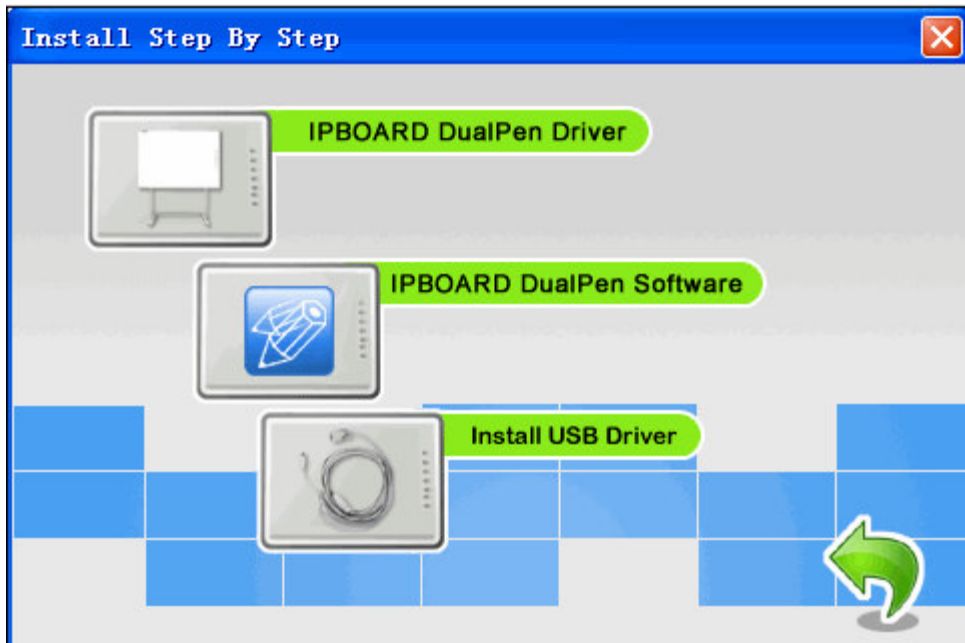 Install Step By Step
IPBOARD DualPen Driver
IPBOARD DualPen Software
Install USB Driver